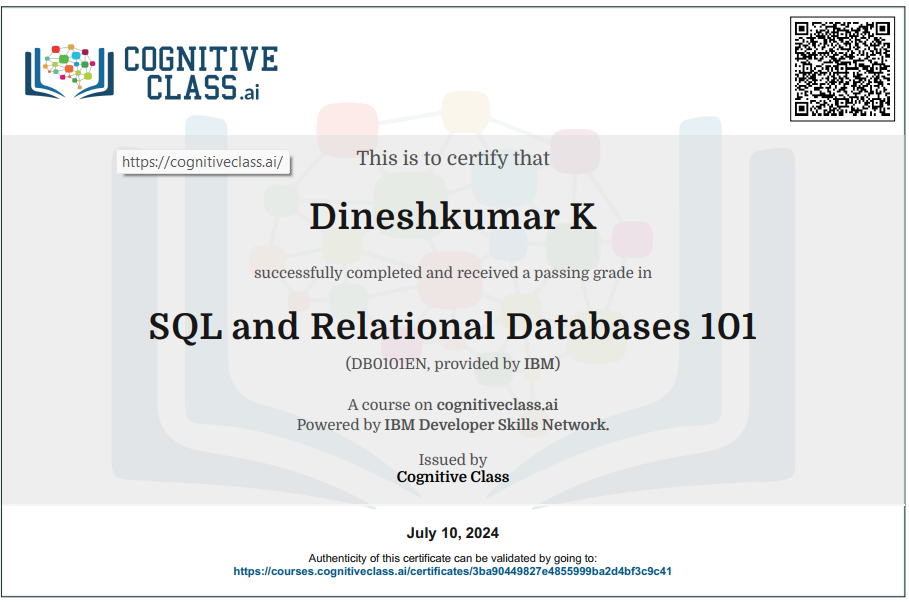 COGNITIVE
CLASS.ai
https://cognitiveclass.ai/
This is to certify that
Dineshkumar K
successfully completed and received a passing grade in
SQL and Relational Databases 101
(DB0101EN, provided by IBM)
A course on cognitiveclass.ai
Powered by IBM Developer Skills Network.
Issued by
Cognitive Class
July 10, 2024
Authenticity of this certificate can be validated by going to:
https://courses.cognitiveclass.ai/certificates/3ba90449827e4855999ba2d4bf3c9c41